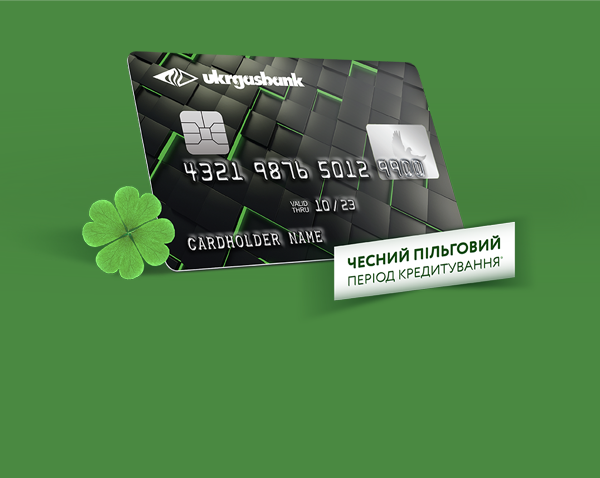 ukrgasbank
4321 9876 5012 9900
VALID
THRU 10/23
CARDHOLDER NAME
ЧЕСНИЙ ПІЛЬГОВИЙ
ПЕРІОД КРЕДИТУВАННЯ*